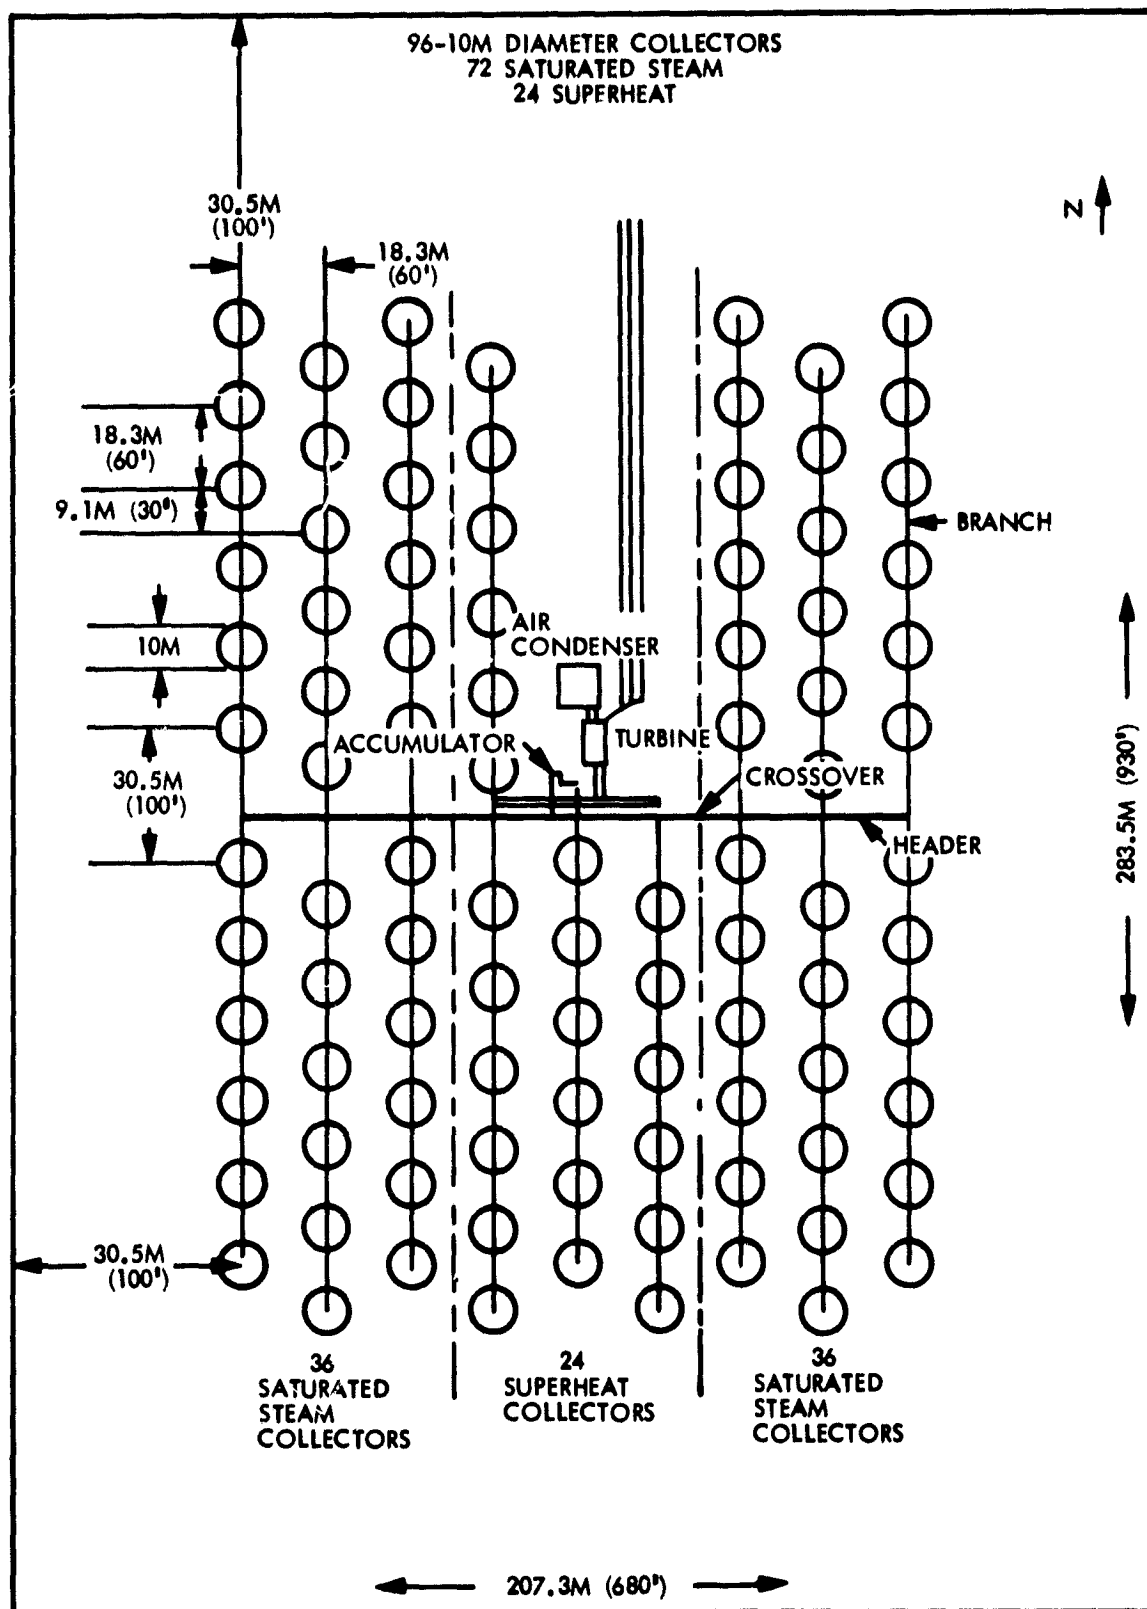 96-10M DIAMETER COLLECTORS
72 SATURATED STEAM
24 SUPERHEAT
30.5M
(100')
N
18.3M
(60')
18.3M
(60')
9.1M (30')
BRANCH
10M
AIR
CONDENSER
ACCUMULATOR
TURBINE
30.5M
(100')
CROSSOVER
HEADER
283.5M (930')
30.5M
(100')
36
SATURATED
STEAM
COLLECTORS
24
SUPERHEAT
COLLECTORS
36
SATURATED
STEAM
COLLECTORS
207.3M (680')